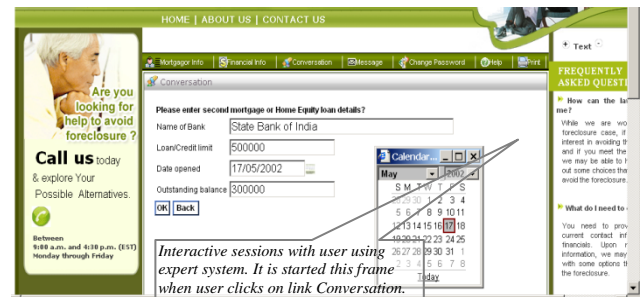 HOME | ABOUT US | CONTACT US
Mortgagor Info | Financial Info | Conversation | Message | Change Password | Help | Print
Conversation
Please enter second mortgage or Home Equity loan details?
Name of Bank State Bank of India
Loan/Credit limit 500000
Date opened 17/05/2002
Outstanding balance 300000
OK Back
Are you
looking for
help to avoid
foreclosure ?
Call us today
& explore Your
Possible Alternatives.
Between
9:00 a.m. and 4:30 p.m. (EST)
Monday through Friday
Calendar...
May 2002
S M T W T F S
28 29 30 1 2 3 4
5 6 7 8 9 10 11
12 13 14 15 16 17 18
19 20 21 22 23 24 25
26 27 28 29 30 31 1
2 3 4 5 6 7 8
Today
Interactive sessions with user using
expert system. It is started this frame
when user clicks on link Conversation.
+ Text -
FREQUENTLY
ASKED QUESTI
How can the la
me?
While we are wo
foreclosure case, if
interest in avoiding th
and if you meet the
we may be able to h
out some choices tha
avoid the foreclosure.
What do I need to
You need to prov
current contact inf
financials. Upon r
information, we may
with some options t
the foreclosure.